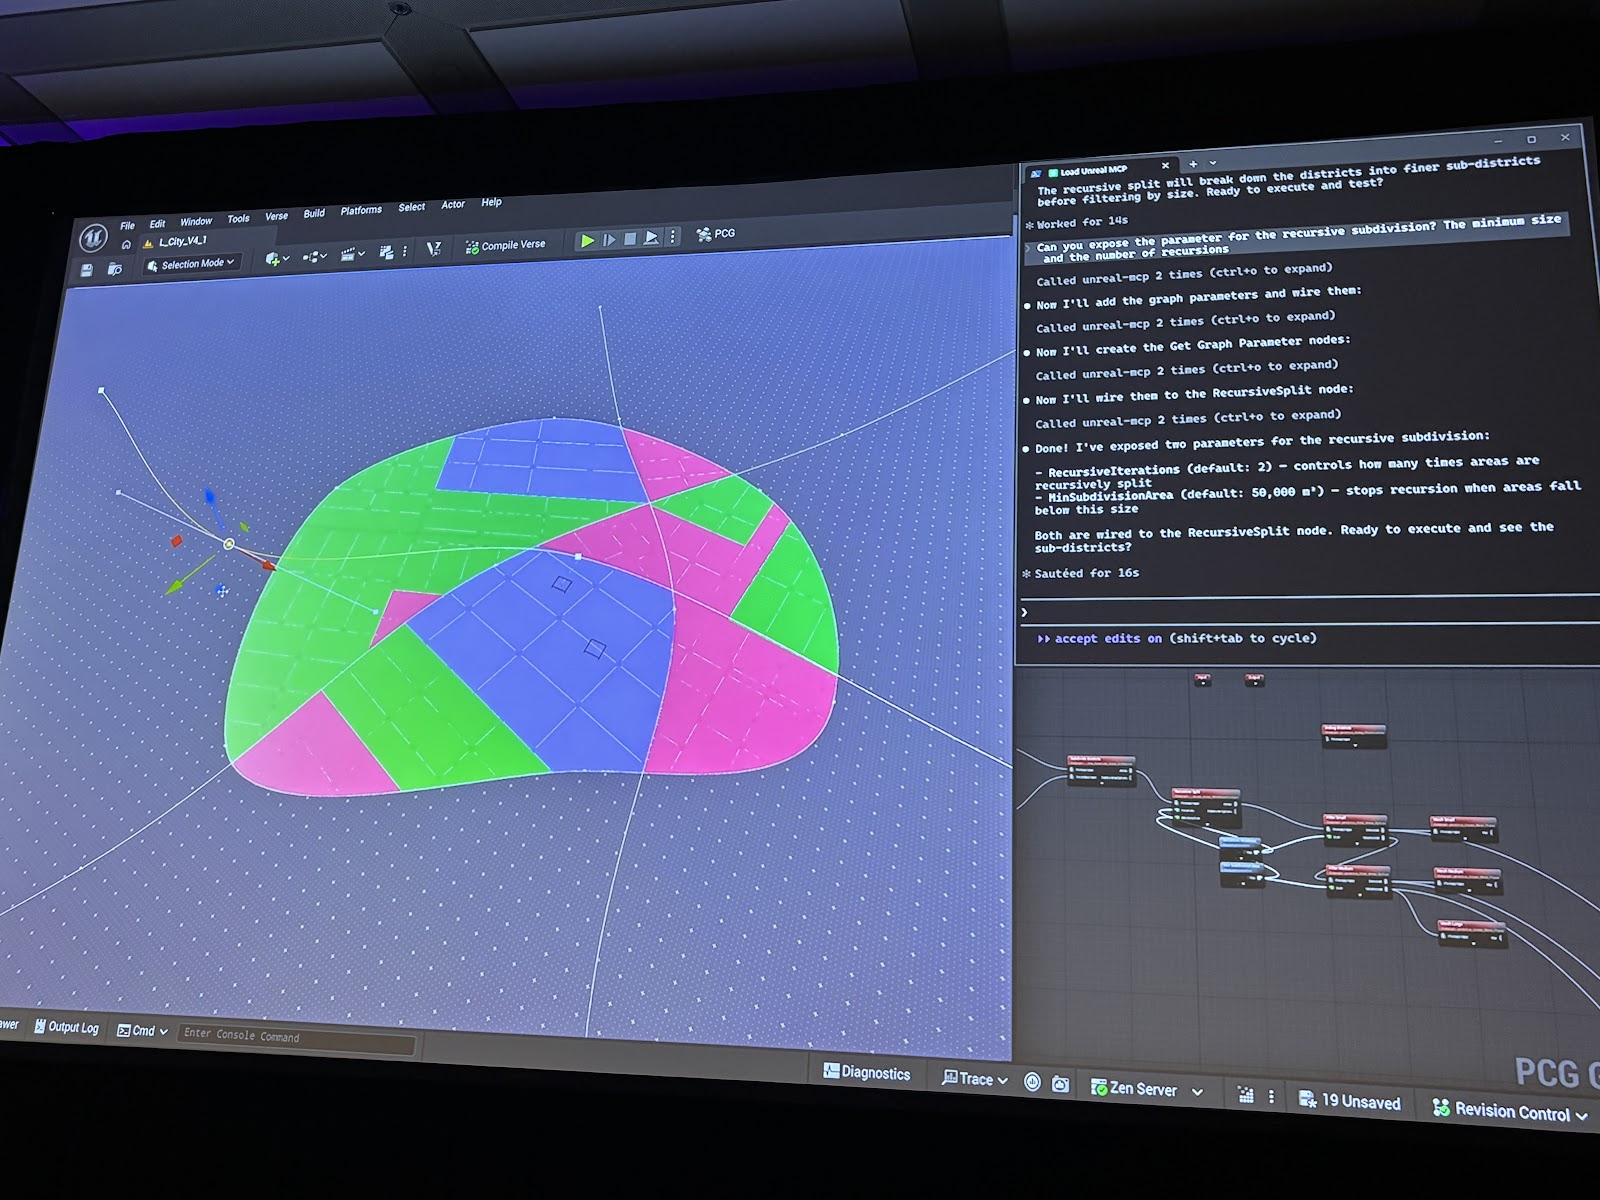 File Edit Window Tools Verse Build Platforms Select Actor Help
L_City_V4_1
Selection Mode
Compile Verse
PCG
Load Unreal MCP
The recursive split will break down the districts into finer sub-districts
before filtering by size. Ready to execute and test?
Worked for 14s
Can you expose the parameter for the recursive subdivision? The minimum size
and the number of recursions
Called unreal-mcp 2 times (ctrl+o to expand)
● Now I'll add the graph parameters and wire them:
Called unreal-mcp 2 times (ctrl+o to expand)
● Now I'll create the Get Graph Parameter nodes:
Called unreal-mcp 2 times (ctrl+o to expand)
● Now I'll wire them to the RecursiveSplit node:
Called unreal-mcp 2 times (ctrl+o to expand)
● Done! I've exposed two parameters for the recursive subdivision:
- RecursiveIterations (default: 2) — controls how many times areas are
recursively split
- MinSubdivisionArea (default: 50,000 m²) — stops recursion when areas fall
below this size
Both are wired to the RecursiveSplit node. Ready to execute and see the
sub-districts?
Sautéed for 16s
accept edits on (shift+tab to cycle)
Input
Output
PCG G
awer
Output Log
Cmd
Enter Console Command
Diagnostics
Trace
Zen Server
19 Unsaved
Revision Control